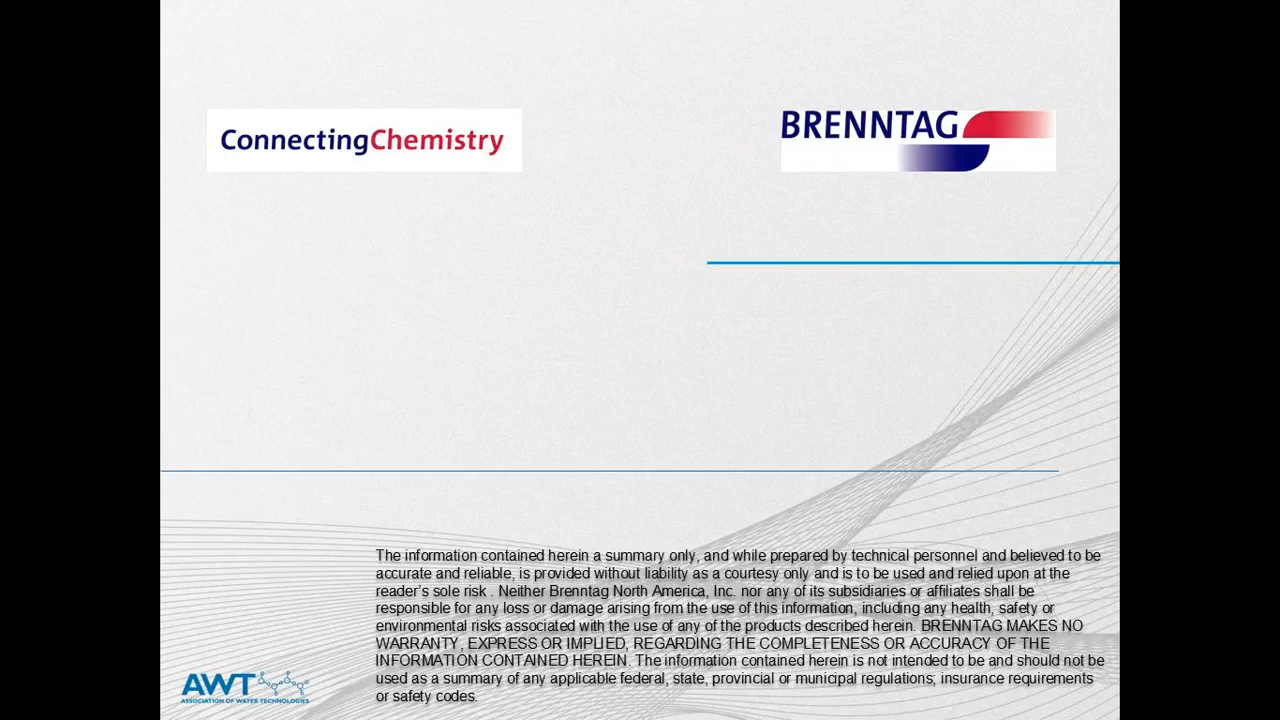 ConnectingChemistry
BRENNTAG
The information contained herein a summary only, and while prepared by technical personnel and believed to be
accurate and reliable, is provided without liability as a courtesy only and is to be used and relied upon at the
reader's sole risk . Neither Brenntag North America, Inc. nor any of its subsidiaries or affiliates shall be
responsible for any loss or damage arising from the use of this information, including any health, safety or
environmental risks associated with the use of any of the products described herein. BRENNTAG MAKES NO
WARRANTY, EXPRESS OR IMPLIED, REGARDING THE COMPLETENESS OR ACCURACY OF THE
INFORMATION CONTAINED HEREIN. The information contained herein is not intended to be and should not be
used as a summary of any applicable federal, state, provincial or municipal regulations; insurance requirements
or safety codes.
AWT
ASSOCIATION OF WATER TECHNOLOGIES